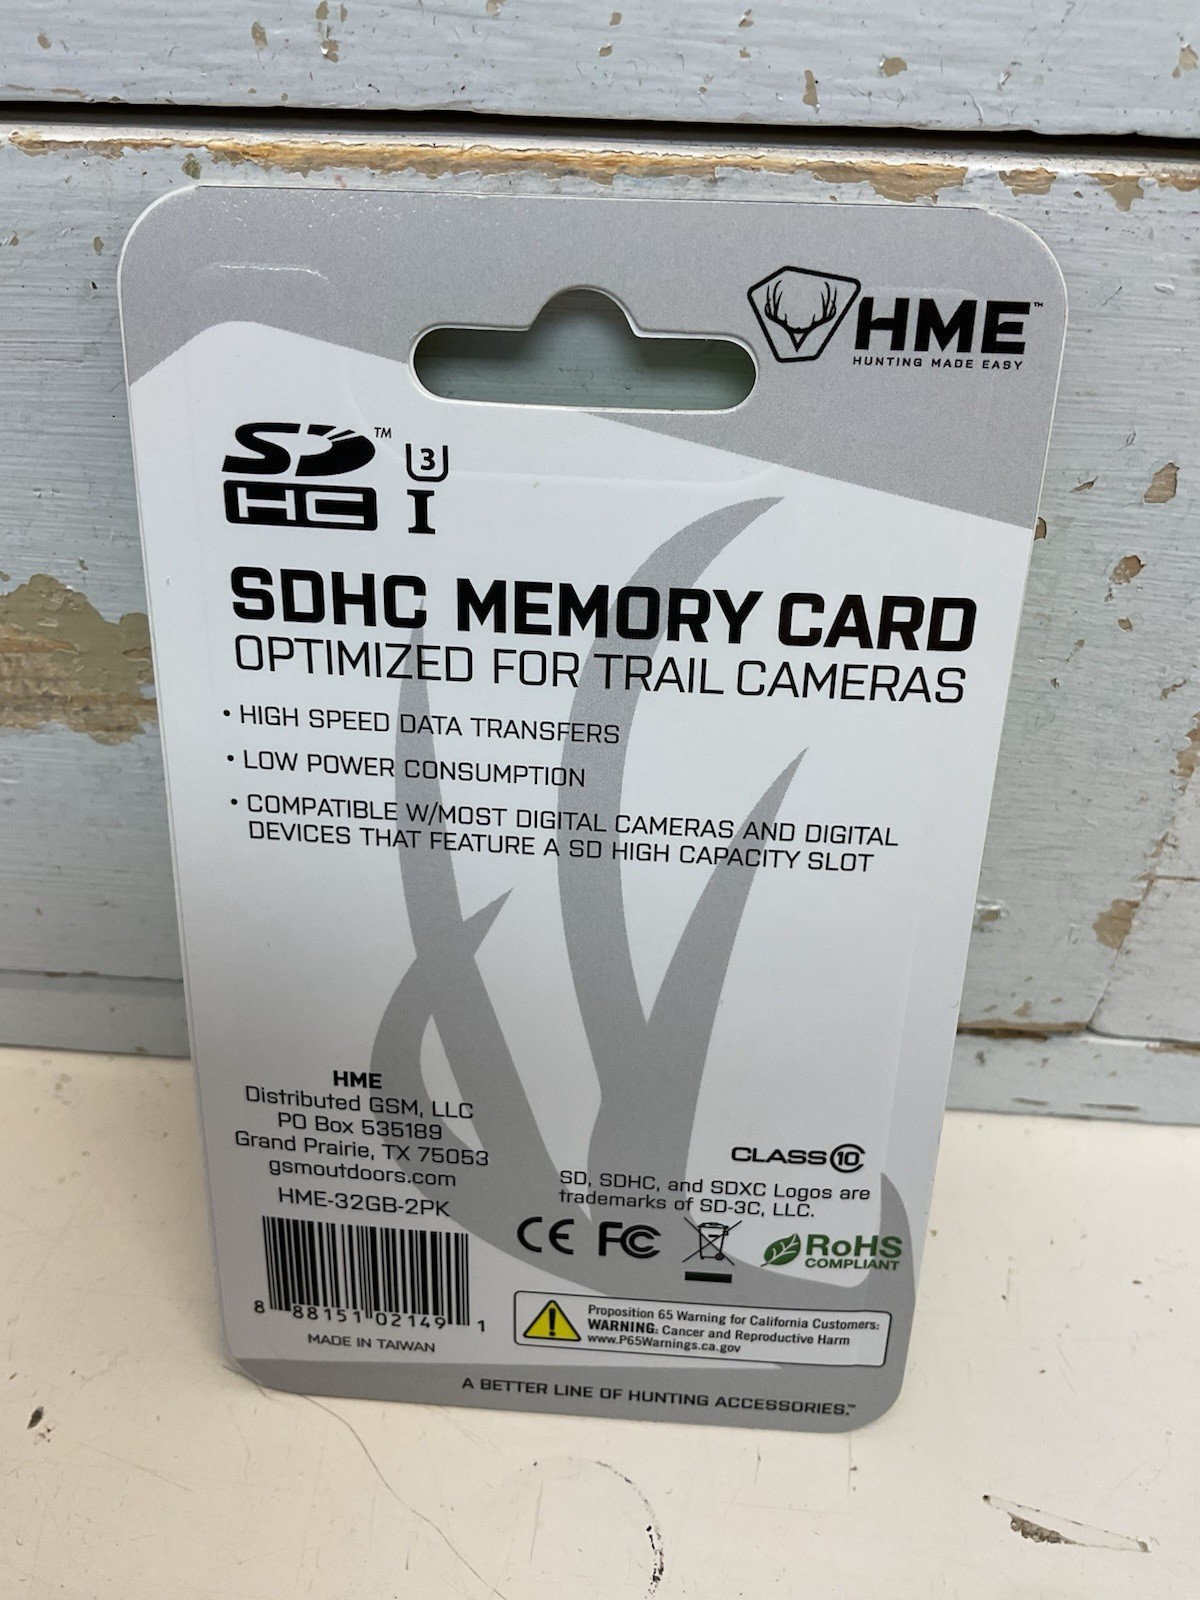 HME™
HUNTING MADE EASY
SD™
HC I
3
SDHC MEMORY CARD
OPTIMIZED FOR TRAIL CAMERAS
• HIGH SPEED DATA TRANSFERS
• LOW POWER CONSUMPTION
• COMPATIBLE W/MOST DIGITAL CAMERAS AND DIGITAL
DEVICES THAT FEATURE A SD HIGH CAPACITY SLOT
HME
Distributed GSM, LLC
PO Box 535189
Grand Prairie, TX 75053
gsmoutdoors.com
HME-32GB-2PK
8 88151 02149 1
MADE IN TAIWAN
CLASS 10
SD, SDHC, and SDXC Logos are
trademarks of SD-3C, LLC.
CE FC
RoHS
COMPLIANT
Proposition 65 Warning for California Customers:
WARNING: Cancer and Reproductive Harm
www.P65Warnings.ca.gov
A BETTER LINE OF HUNTING ACCESSORIES.™